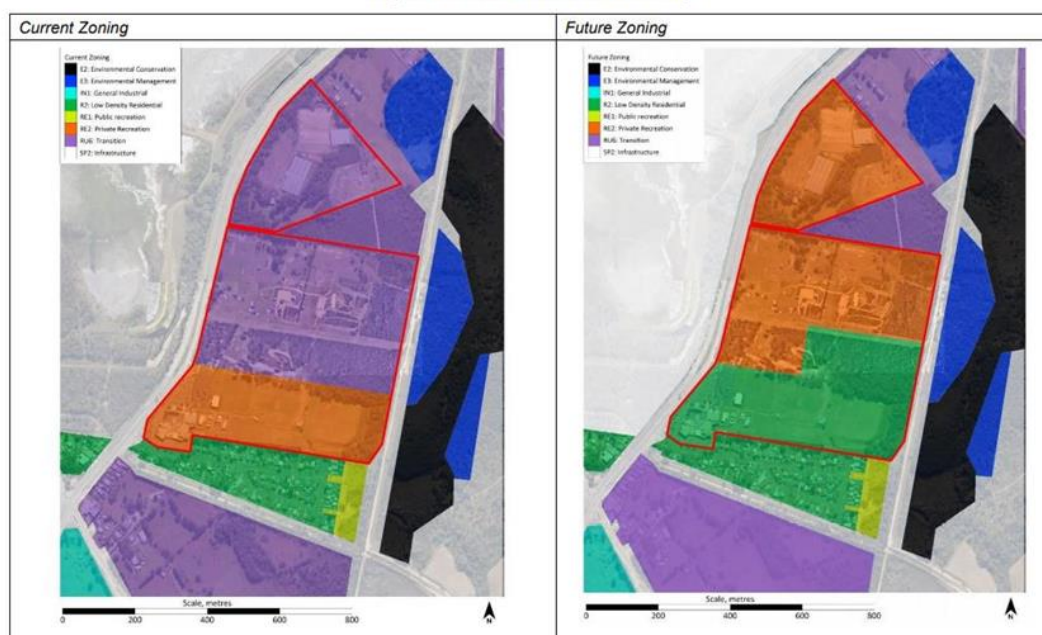 Current Zoning
Future Zoning
Current Zoning
E2: Environmental Conservation
E3: Environmental Management
IN1: General Industrial
R2: Low Density Residential
RE1: Public recreation
RE2: Private Recreation
RU6: Transition
SP2: Infrastructure
Scale, metres
0 200 400 600 800
N
Future Zoning
E2: Environmental Conservation
E3: Environmental Management
IN1: General Industrial
R2: Low Density Residential
RE1: Public recreation
RE2: Private Recreation
RU6: Transition
SP2: Infrastructure
Scale, metres
0 200 400 600 800
N